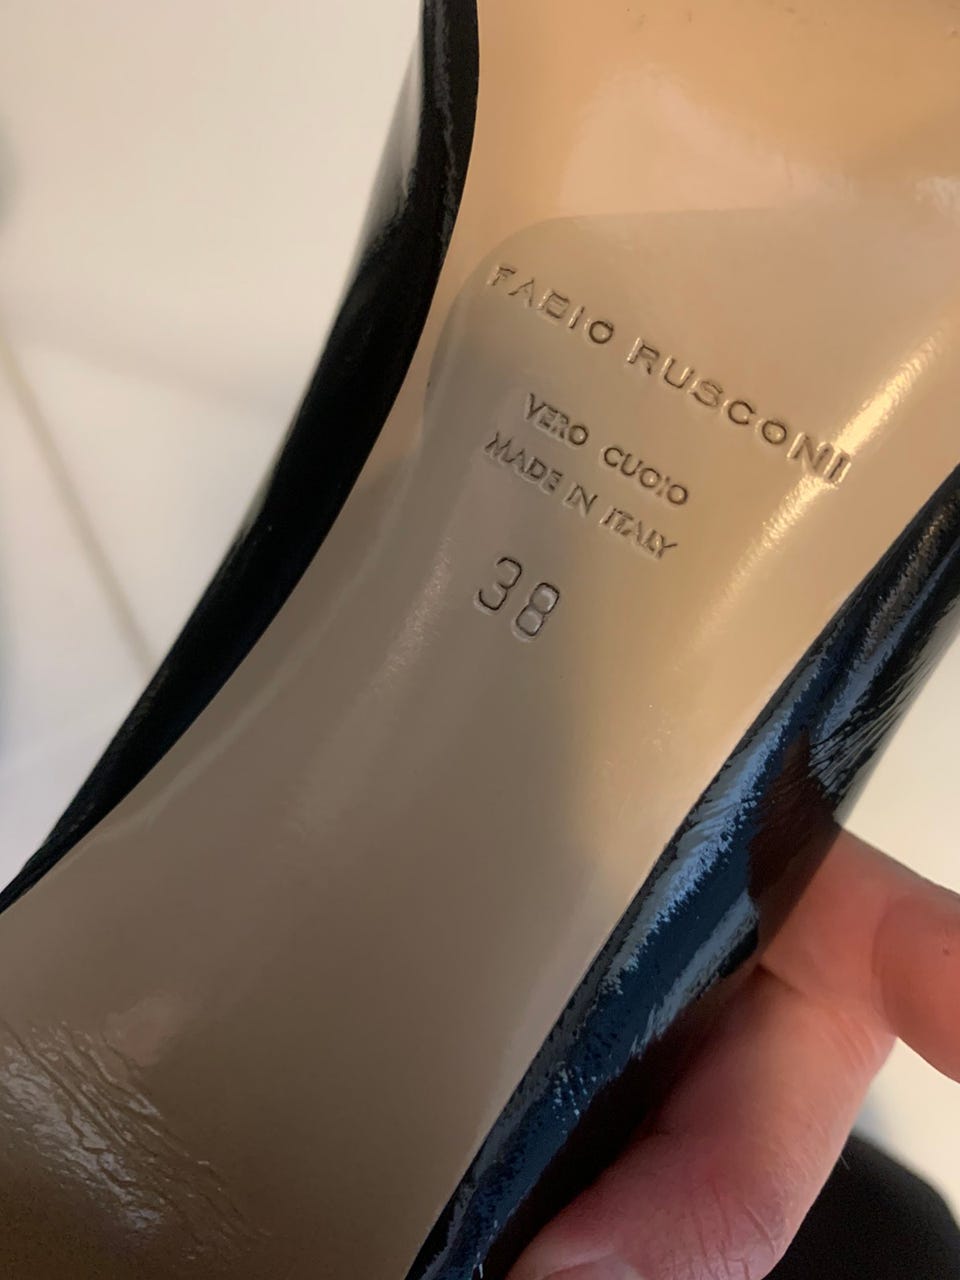 FABIO RUSCONI
VERO CUOIO
MADE IN ITALY
38